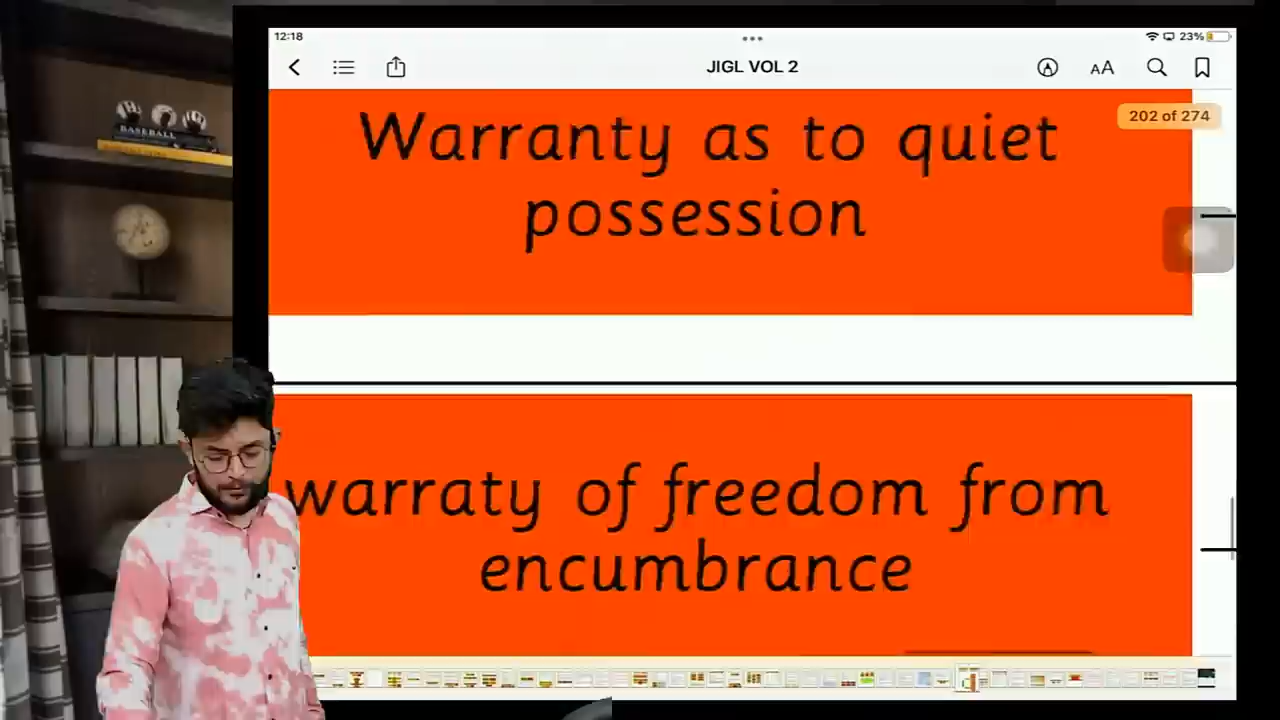 12:18
23%
JIGL VOL 2
AA
202 of 274
Warranty as to quiet
possession
warraty of freedom from
encumbrance
BASEBALL